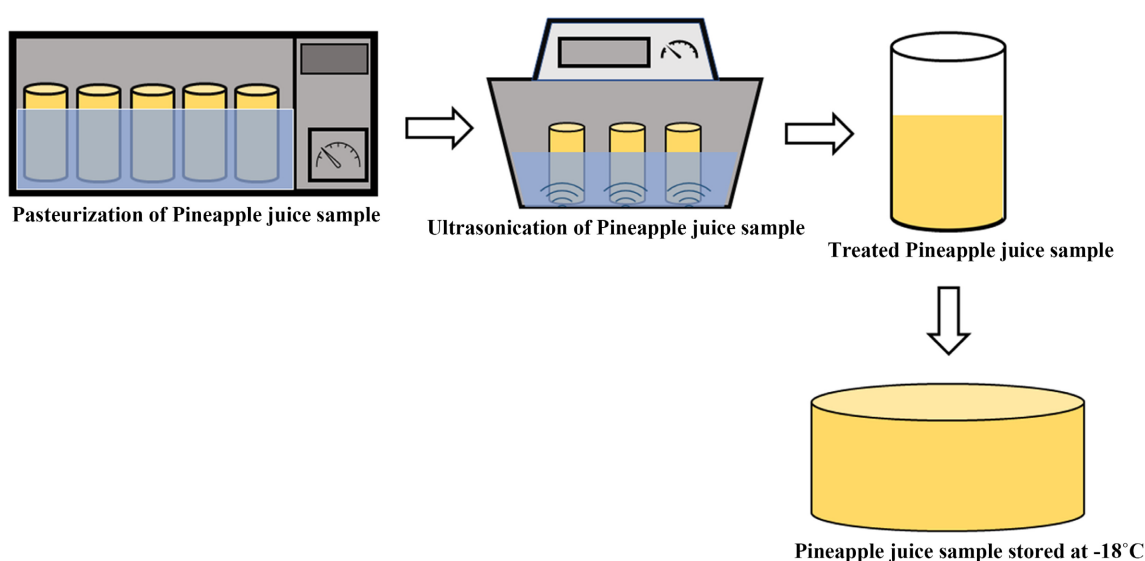 Pasteurization of Pineapple juice sample
Ultrasonication of Pineapple juice sample
Treated Pineapple juice sample
Pineapple juice sample stored at -18˚C